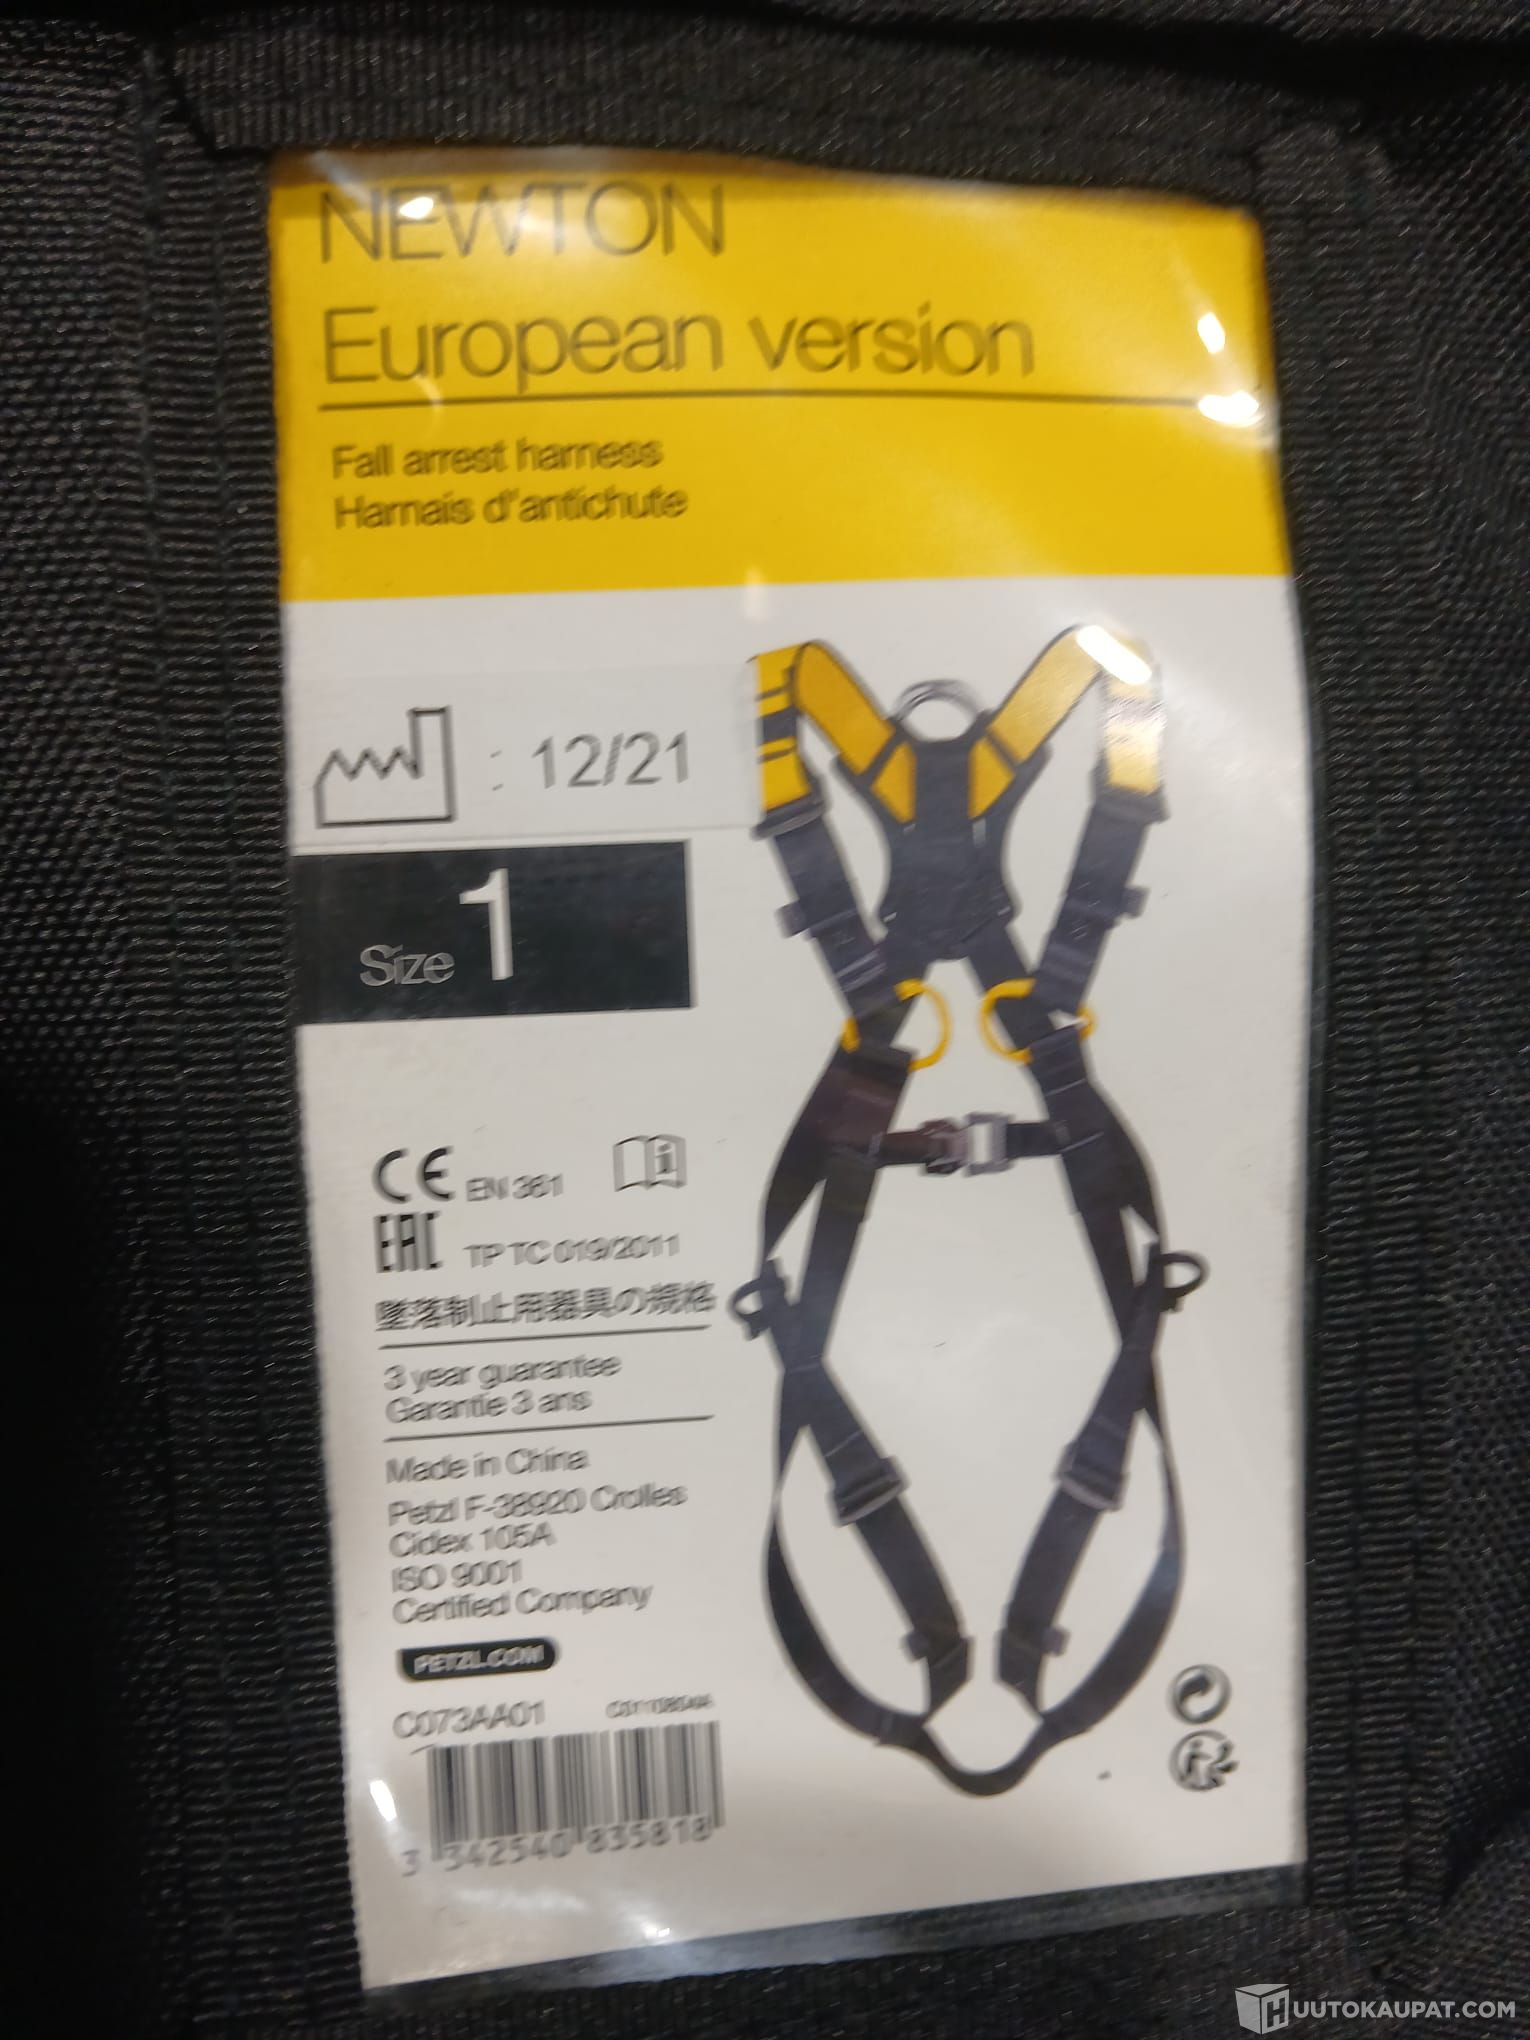 NEWTON
European version
Fall arrest harness
Harnais d'antichute
: 12/21
Size 1
CE EN 361
EAC TP TC 019/2011
墜落制止用器具の規格
3 year guarantee
Garantie 3 ans
Made in China
Petzl F-38920 Crolles
Cidex 105A
ISO 9001
Certified Company
PETZL.COM
C073AA01
3 342540 835818
HUUTOKAUPAT.COM